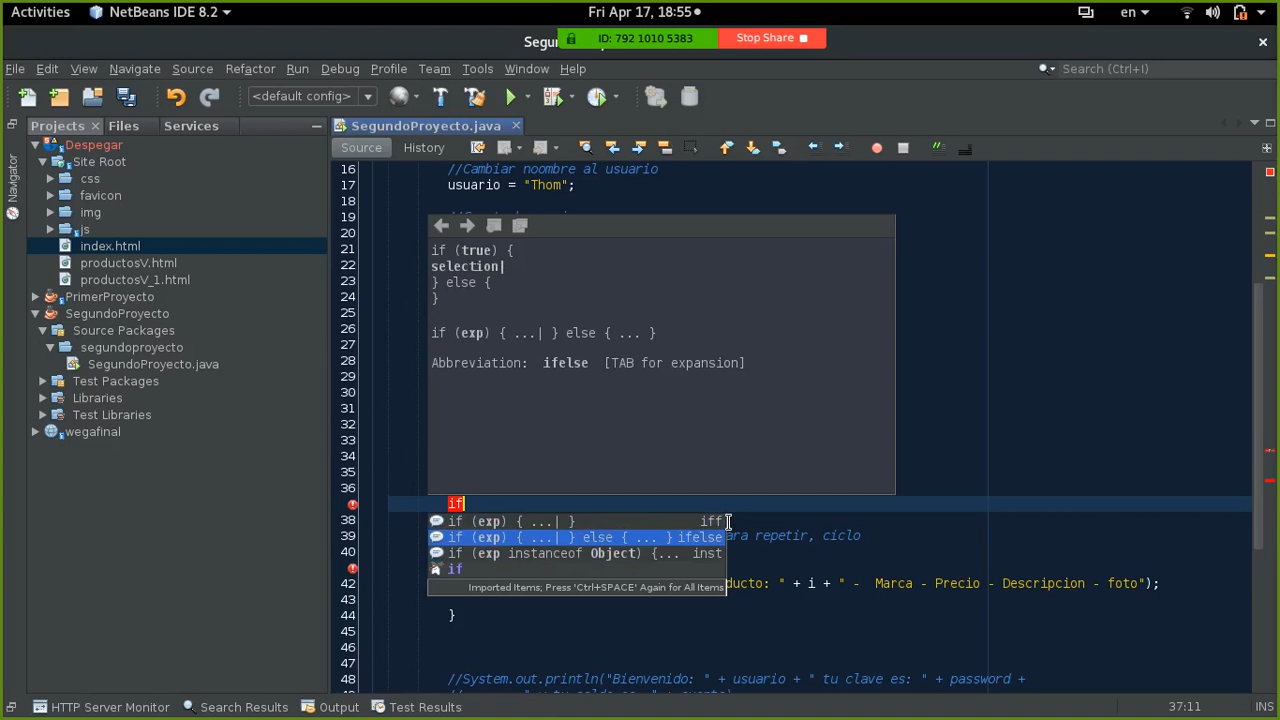 Activities NetBeans IDE 8.2 Fri Apr 17, 18:55 en
ID: 792 1010 5383 Stop Share
File Edit View Navigate Source Refactor Run Debug Profile Team Tools Window Help Search (Ctrl+I)
<default config>
Projects Files Services
SegundoProyecto.java
Navigator
Source History
Despegar
Site Root
css
favicon
img
js
index.html
productosV.html
productosV_1.html
PrimerProyecto
SegundoProyecto
Source Packages
segundoproyecto
SegundoProyecto.java
Test Packages
Libraries
Test Libraries
wegafinal
16 //Cambiar noombre al usuario
17 usuario = "Thom";
18
19
20
21
22
23
24
25
26
27
28
29
30
31
32
33
34
35
36
if (true) {
selection|
} else {
}
if (exp) { ...| } else { ... }
Abbreviation: ifelse [TAB for expansion]
if
38
if (exp) { ...| } iff
39 ara repetir, ciclo
if (exp) { ...| } else { ... } ifelse
40
if (exp instanceof Object) {... inst
if
42 ducto: " + i + " - Marca - Precio - Descripcion - foto");
Imported Items; Press 'Ctrl+SPACE' Again for All Items
44 }
45
46
47
48 //System.out.println("Bienvenido: " + usuario + " tu clave es: " + password +
HTTP Server Monitor Search Results Output Test Results 37:11 INS